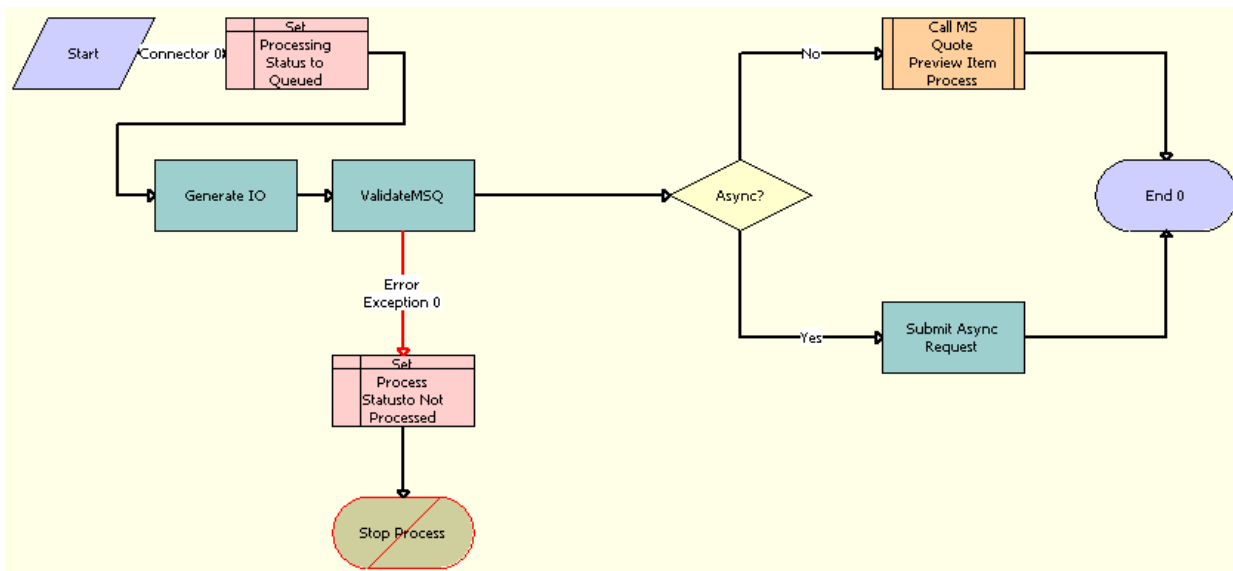 Start
Connector 0
Set
Processing
Status to
Queued
No
Call MS
Quote
Preview Item
Process
Generate IO
ValidateMSQ
Async?
End 0
Error
Exception 0
Yes
Submit Async
Request
Set
Process
Statusto Not
Processed
Stop Process